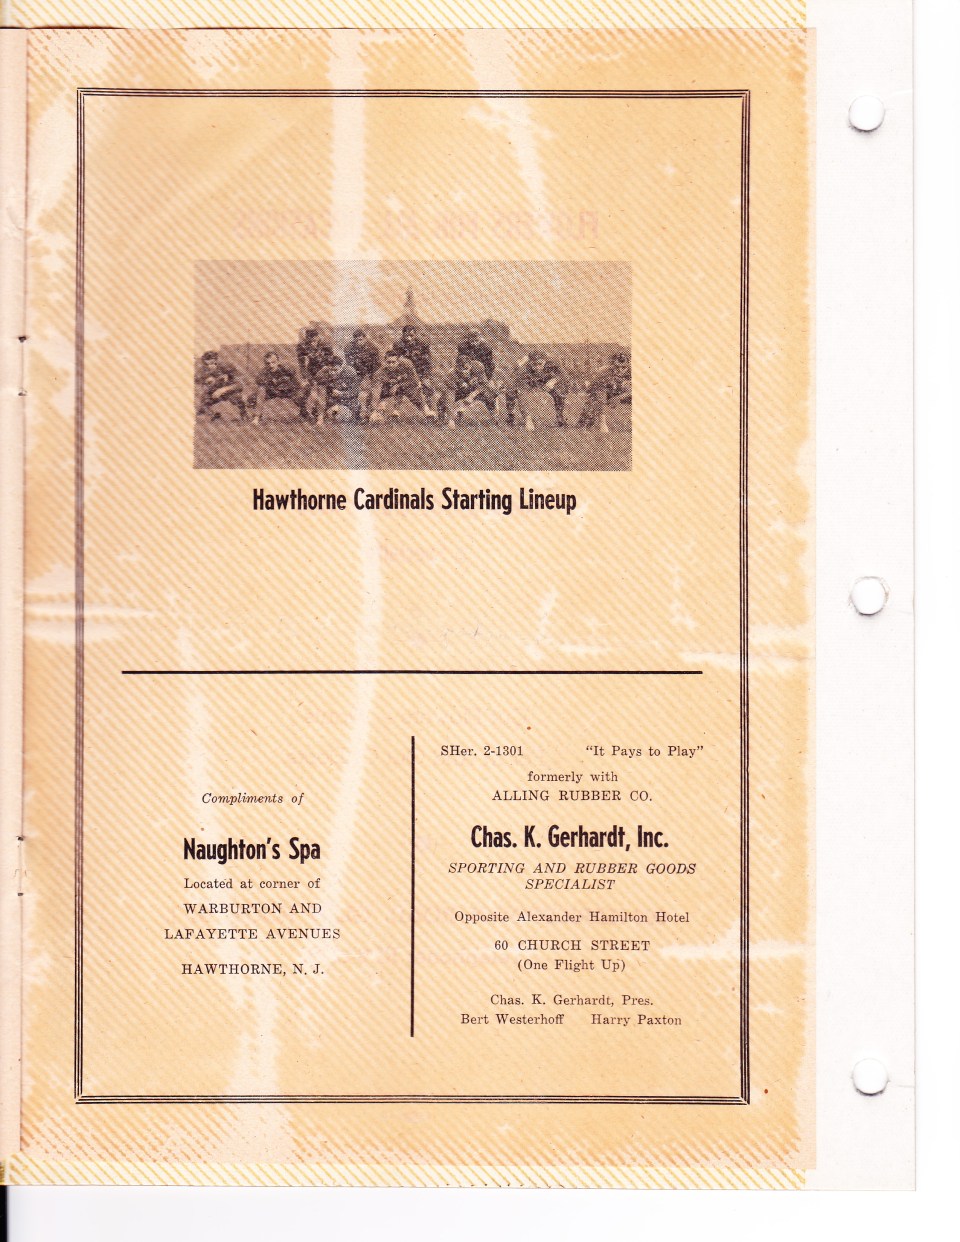 Hawthorne Cardinals Starting Lineup
Compliments of
Naughton's Spa
Located at corner of
WARBURTON AND
LAFAYETTE AVENUES
HAWTHORNE, N. J.
SHer. 2-1301 "It Pays to Play"
formerly with
ALLING RUBBER CO.
Chas. K. Gerhardt, Inc.
SPORTING AND RUBBER GOODS
SPECIALIST
Opposite Alexander Hamilton Hotel
60 CHURCH STREET
(One Flight Up)
Chas. K. Gerhardt, Pres.
Bert Westerhoff Harry Paxton